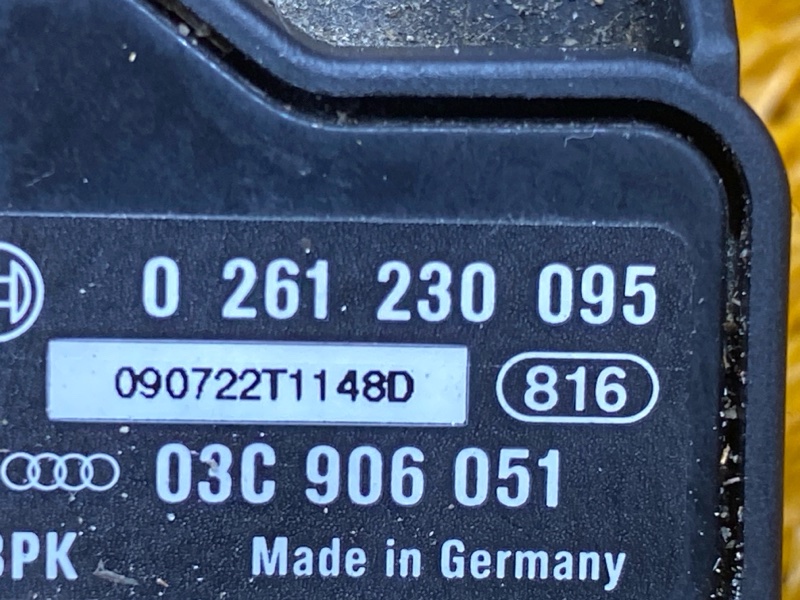 0 261 230 095
090722T1148D
816
03C 906 051
Made in Germany